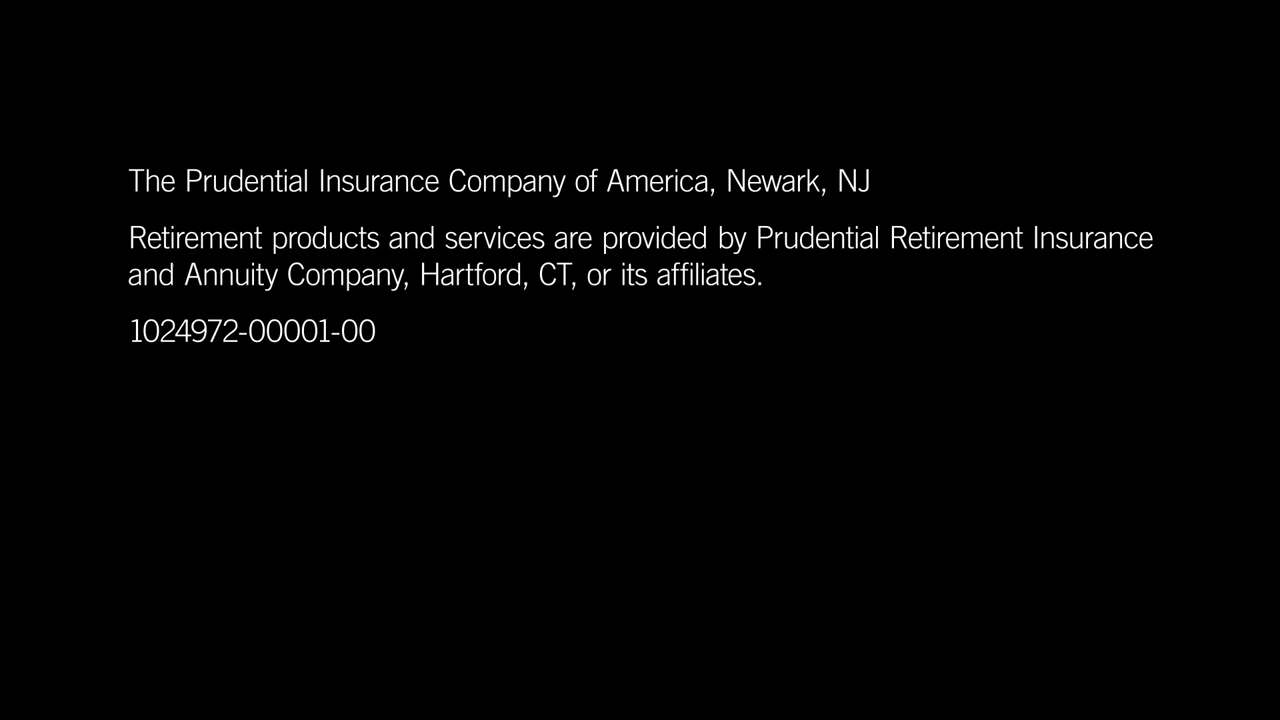 The Prudential Insurance Company of America, Newark, NJ
Retirement products and services are provided by Prudential Retirement Insurance
and Annuity Company, Hartford, CT, or its affiliates.
1024972-00001-00